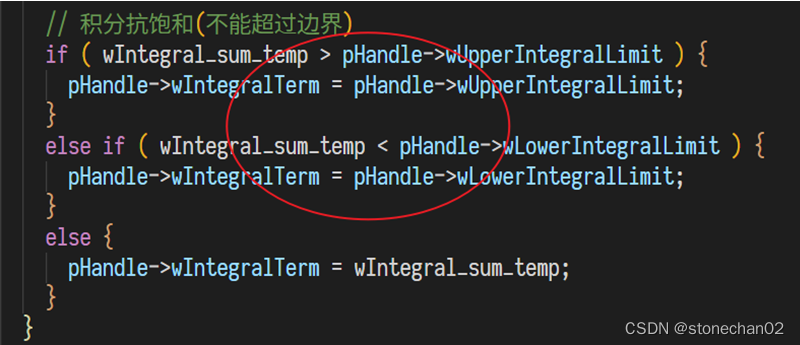 // 积分抗饱和(不能超过边界)
if ( wIntegral_sum_temp > pHandle->wUpperIntegralLimit ) {
pHandle->wIntegralTerm = pHandle->wUpperIntegralLimit;
}
else if ( wIntegral_sum_temp < pHandle->wLowerIntegralLimit ) {
pHandle->wIntegralTerm = pHandle->wLowerIntegralLimit;
}
else {
pHandle->wIntegralTerm = wIntegral_sum_temp;
}
}
CSDN @stonechan02